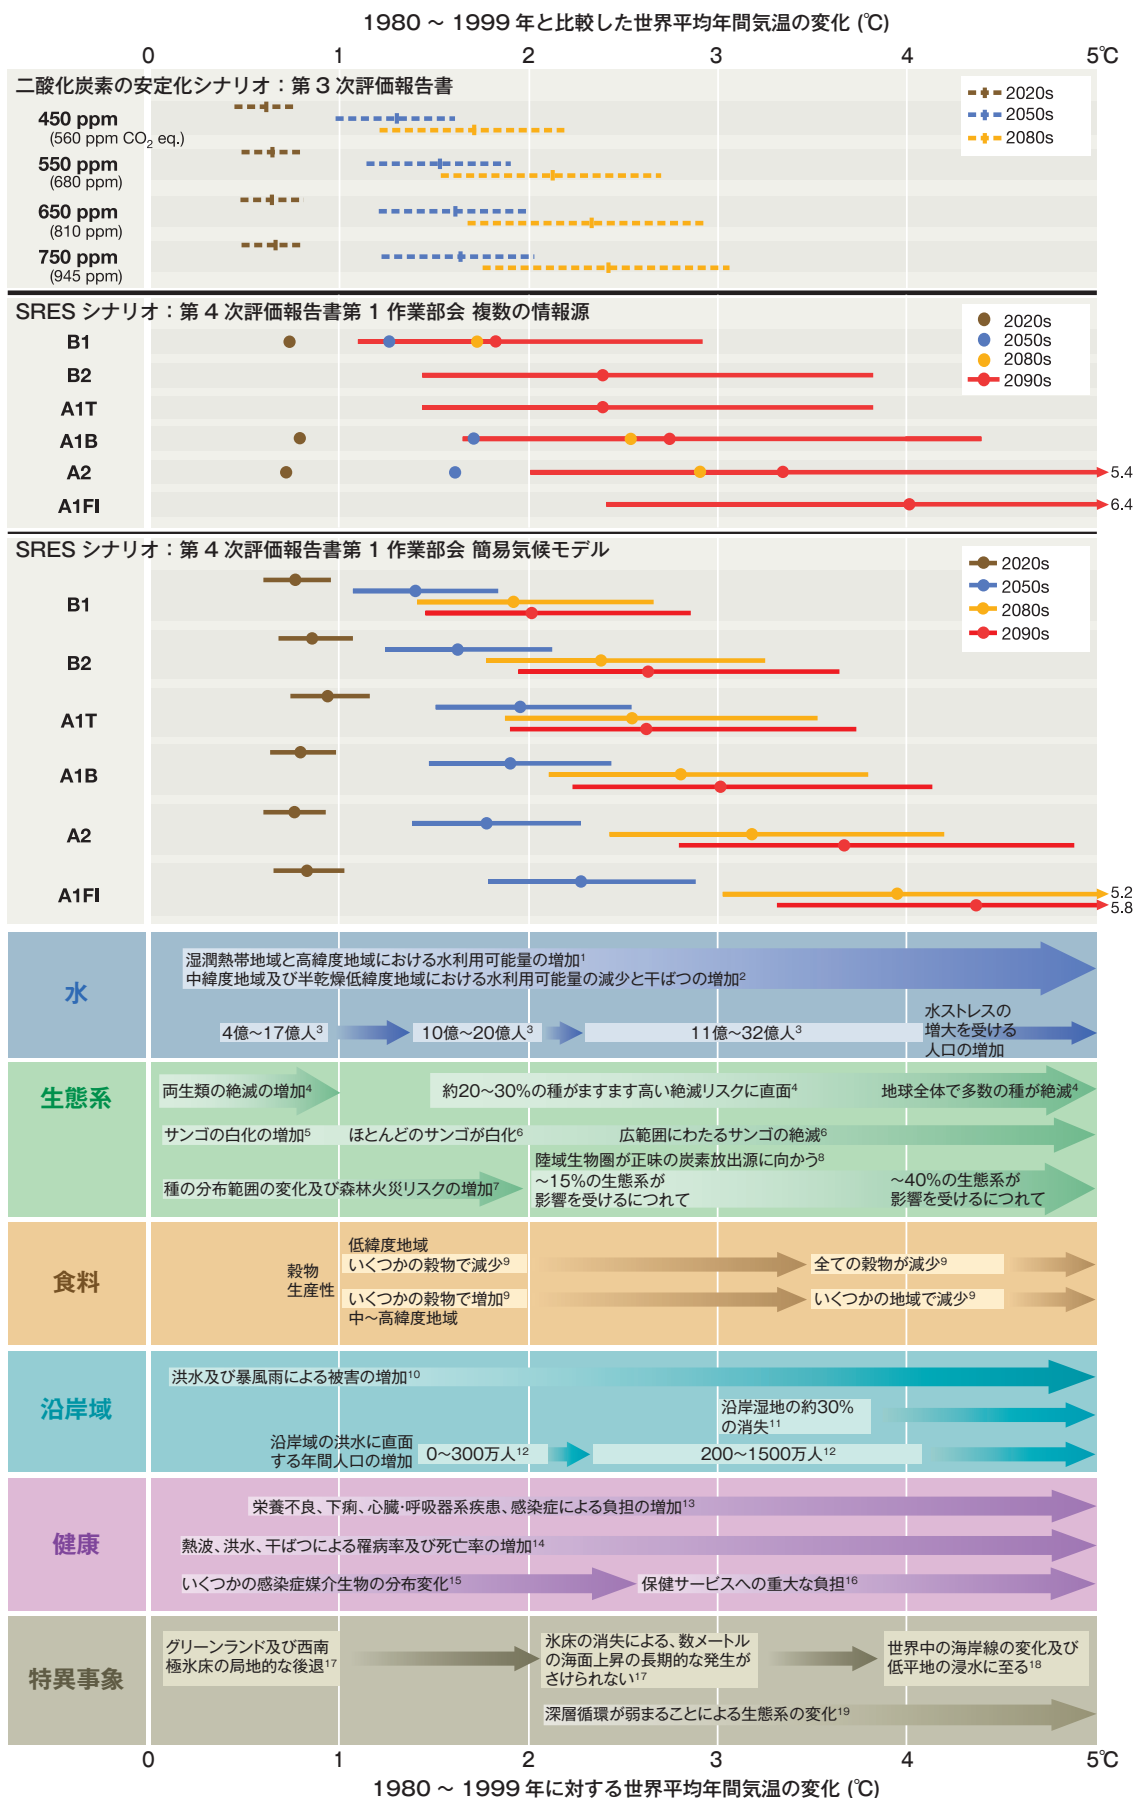 1980 ~ 1999 年と比較した世界平均年間気温の変化 (℃)
0 1 2 3 4 5℃
二酸化炭素の安定化シナリオ：第 3 次評価報告書
450 ppm
(560 ppm CO₂ eq.)
550 ppm
(680 ppm)
650 ppm
(810 ppm)
750 ppm
(945 ppm)
2020s
2050s
2080s
SRES シナリオ：第 4 次評価報告書第 1 作業部会 複数の情報源
B1
B2
A1T
A1B
A2
5.4
A1FI
6.4
2020s
2050s
2080s
2090s
SRES シナリオ：第 4 次評価報告書第 1 作業部会 簡易気候モデル
B1
B2
A1T
A1B
A2
A1FI
5.2
5.8
2020s
2050s
2080s
2090s
水
湿潤熱帯地域と高緯度地域における水利用可能量の増加¹
中緯度地域及び半乾燥低緯度地域における水利用可能量の減少と干ばつの増加²
4億～17億人³
10億～20億人³
11億～32億人³
水ストレスの
増大を受ける
人口の増加
生態系
両生類の絶滅の増加⁴
約20～30%の種がますます高い絶滅リスクに直面⁴
地球全体で多数の種が絶滅⁴
サンゴの白化の増加⁵
ほとんどのサンゴが白化⁶
広範囲にわたるサンゴの絶滅⁶
種の分布範囲の変化及び森林火災リスクの増加⁷
陸域生物圏が正味の炭素放出源に向かう⁸
～15%の生態系が
影響を受けるにつれて
～40%の生態系が
影響を受けるにつれて
食料
穀物
生産性
低緯度地域
いくつかの穀物で減少⁹
全ての穀物が減少⁹
いくつかの穀物で増加⁹
中～高緯度地域
いくつかの地域で減少⁹
沿岸域
洪水及び暴風雨による被害の増加¹⁰
沿岸湿地の約30%
の消失¹¹
沿岸域の洪水に直面
する年間人口の増加
0～300万人¹²
200～1500万人¹²
健康
栄養不良、下痢、心臓・呼吸器系疾患、感染症による負担の増加¹³
熱波、洪水、干ばつによる罹病率及び死亡率の増加¹⁴
いくつかの感染症媒介生物の分布変化¹⁵
保健サービスへの重大な負担¹⁶
特異事象
グリーンランド及び西南
極氷床の局地的な後退¹⁷
氷床の消失による、数メートル
の海面上昇の長期的な発生が
さけられない¹⁷
世界中の海岸線の変化及び
低平地の浸水に至る¹⁸
深層循環が弱まることによる生態系の変化¹⁹
0 1 2 3 4 5℃
1980 ~ 1999 年に対する世界平均年間気温の変化 (℃)